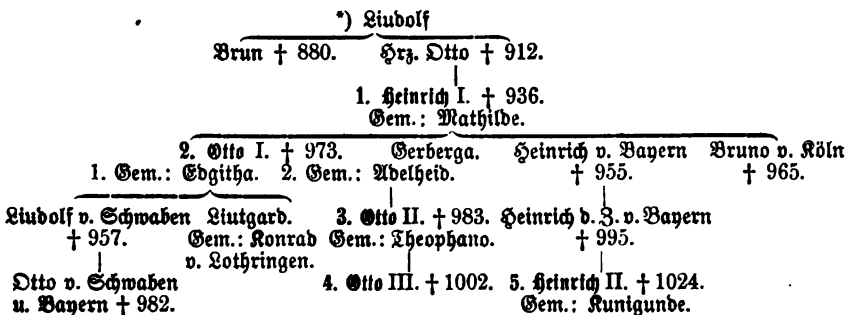 *) Liudolf
Brun † 880. Hrz. Otto † 912.
1. Heinrich I. † 936.
Gem.: Mathilde.
2. Otto I. † 973. Gerberga. Heinrich v. Bayern Bruno v. Köln
1. Gem.: Edgitha. 2. Gem.: Adelheid. † 955. † 965.
Liudolf v. Schwaben Liutgard. 3. Otto II. † 983. Heinrich d. Z. v. Bayern
† 957. Gem.: Konrad Gem.: Theophano. † 995.
v. Lothringen.
Otto v. Schwaben 4. Otto III. † 1002. 5. Heinrich II. † 1024.
u. Bayern † 982. Gem.: Kunigunde.